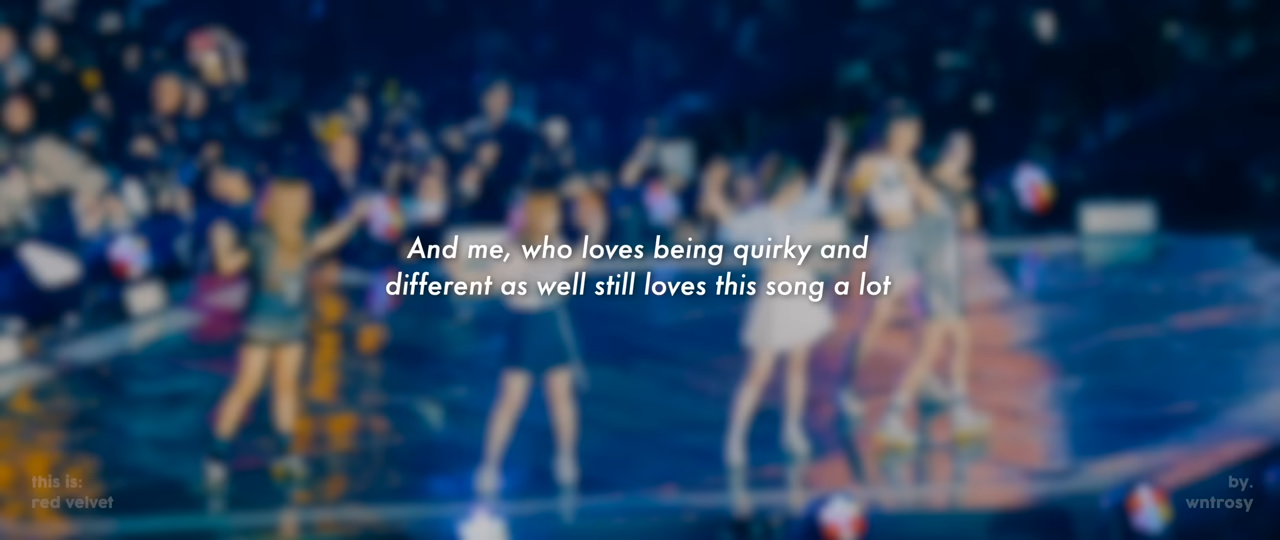 And me, who loves being quirky and
different as well still loves this song a lot
this is:
red velvet
by.
wntrosy